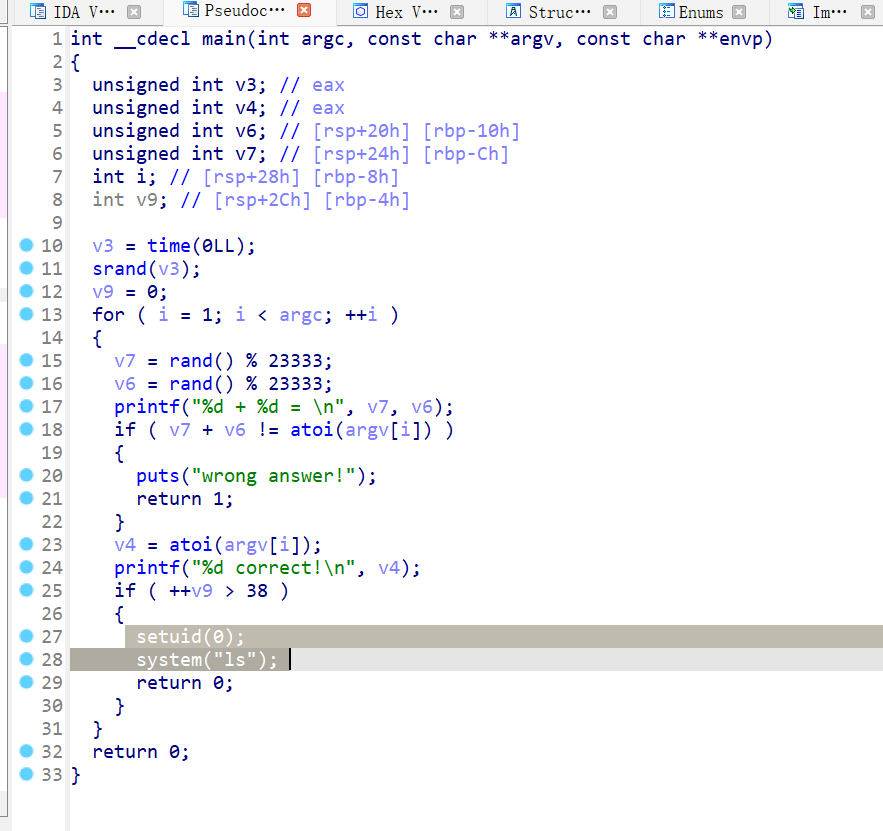 IDA V··· Pseudoc··· Hex V··· Struc··· Enums Im···
1 int __cdecl main(int argc, const char **argv, const char **envp)
2 {
3   unsigned int v3; // eax
4   unsigned int v4; // eax
5   unsigned int v6; // [rsp+20h] [rbp-10h]
6   unsigned int v7; // [rsp+24h] [rbp-Ch]
7   int i; // [rsp+28h] [rbp-8h]
8   int v9; // [rsp+2Ch] [rbp-4h]
9
10   v3 = time(0LL);
11   srand(v3);
12   v9 = 0;
13   for ( i = 1; i < argc; ++i )
14   {
15     v7 = rand() % 23333;
16     v6 = rand() % 23333;
17     printf("%d + %d = \n", v7, v6);
18     if ( v7 + v6 != atoi(argv[i]) )
19     {
20       puts("wrong answer!");
21       return 1;
22     }
23     v4 = atoi(argv[i]);
24     printf("%d correct!\n", v4);
25     if ( ++v9 > 38 )
26     {
27       setuid(0);
28       system("ls");
29       return 0;
30     }
31   }
32   return 0;
33 }